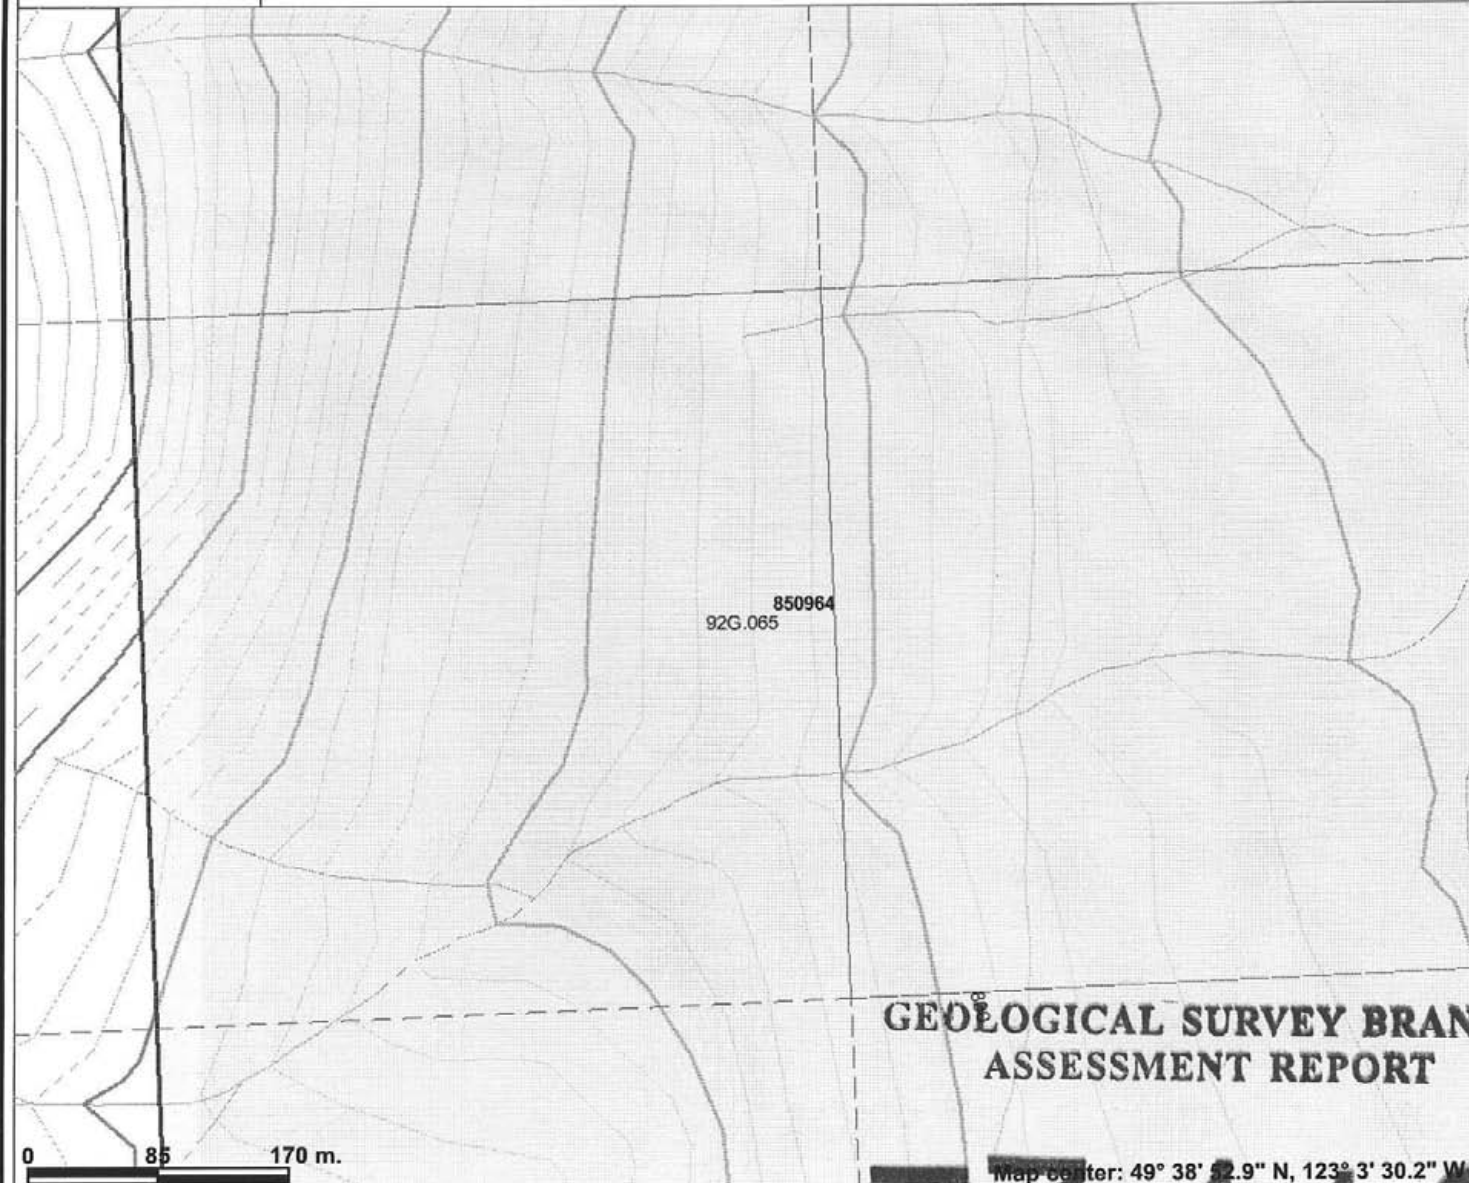 850964
92G.065
GEOLOGICAL SURVEY BRAN
ASSESSMENT REPORT
0 85 170 m.
Map center: 49° 38' 52.9" N, 123° 3' 30.2" W